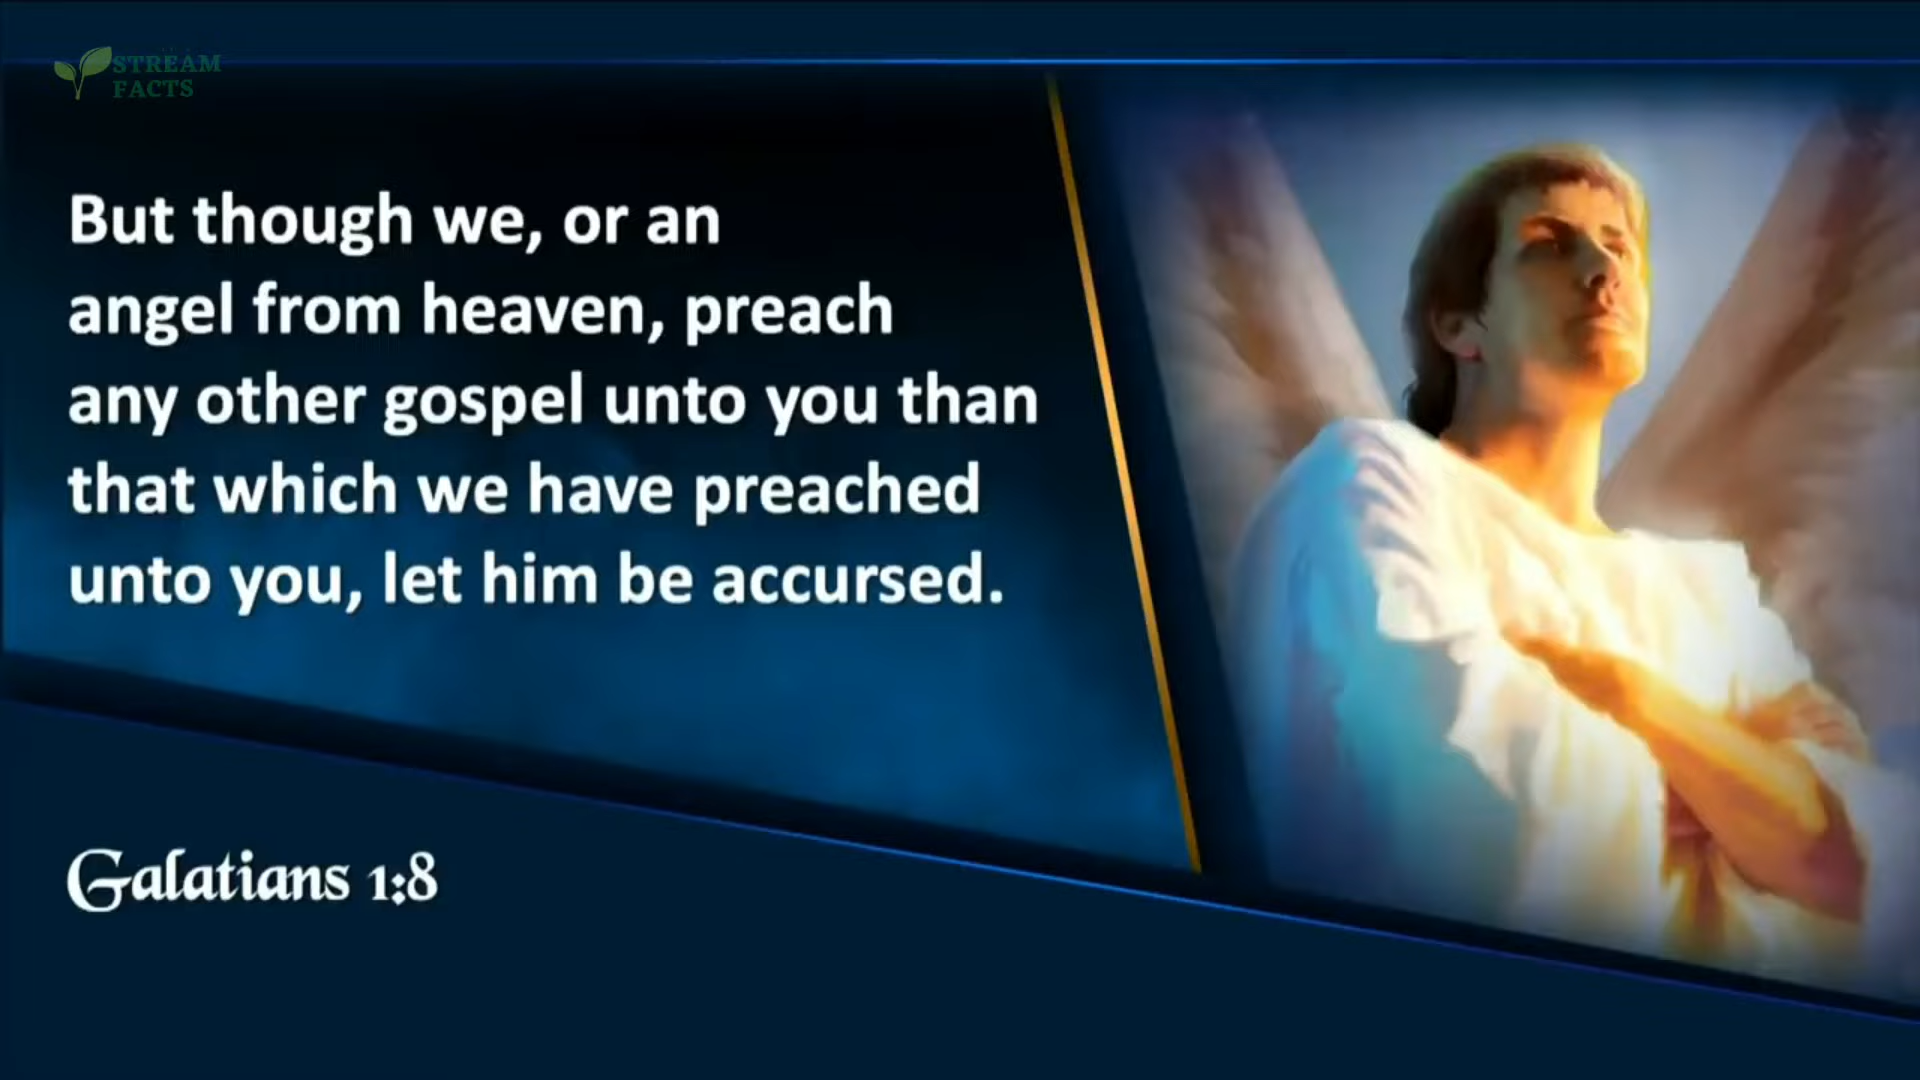 STREAM
FACTS
But though we, or an
angel from heaven, preach
any other gospel unto you than
that which we have preached
unto you, let him be accursed.
Galatians 1:8